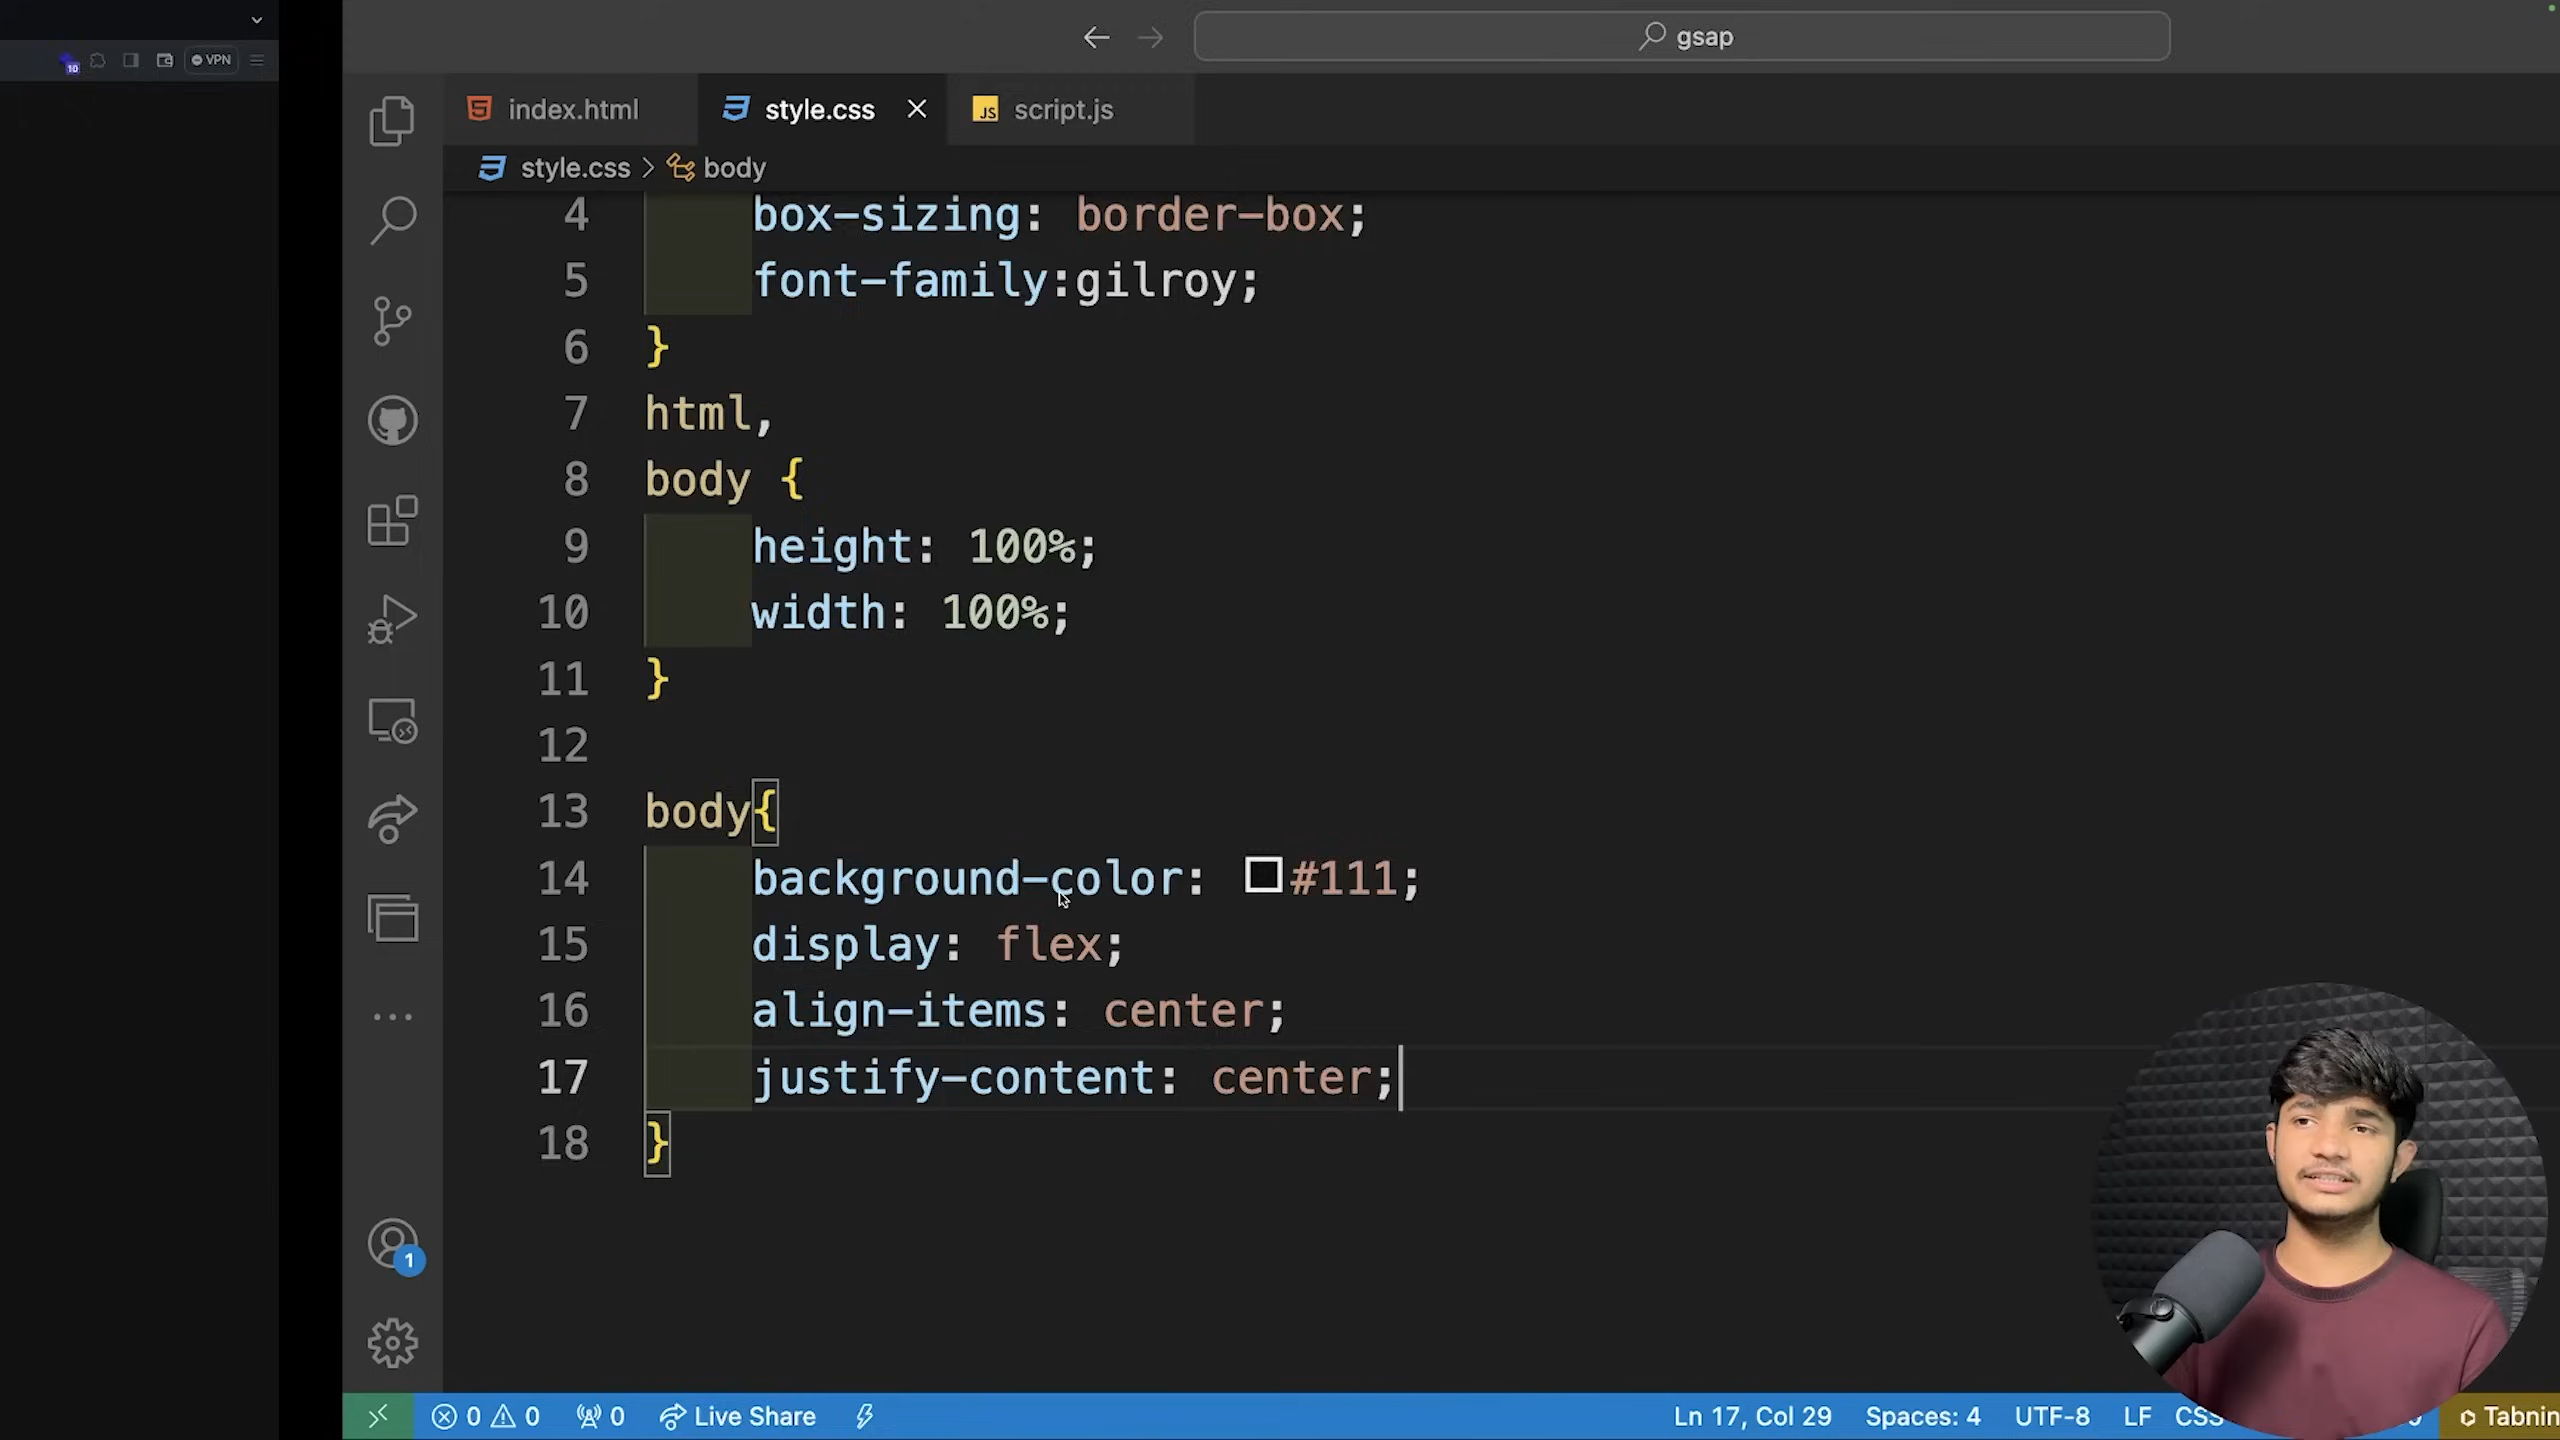 10
VPN
gsap
index.html
style.css
script.js
style.css > body
4 box-sizing: border-box;
5 font-family:gilroy;
6 }
7 html,
8 body {
9 height: 100%;
10 width: 100%;
11 }
12
13 body{
14 background-color: #111;
15 display: flex;
16 align-items: center;
17 justify-content: center;
18 }
1
0 0 0 Live Share Ln 17, Col 29 Spaces: 4 UTF-8 LF CSS Tabnin